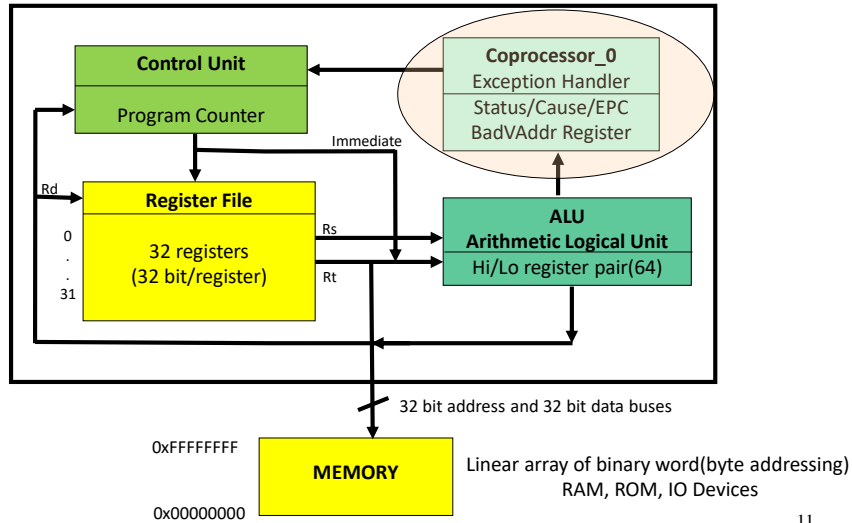 Control Unit
Program Counter
Coprocessor_0
Exception Handler
Status/Cause/EPC
BadVAddr Register
Immediate
Rd
Register File
0
.
.
31
32 registers
(32 bit/register)
Rs
Rt
ALU
Arithmetic Logical Unit
Hi/Lo register pair(64)
32 bit address and 32 bit data buses
0xFFFFFFFF
MEMORY
0x00000000
Linear array of binary word(byte addressing)
RAM, ROM, IO Devices
11